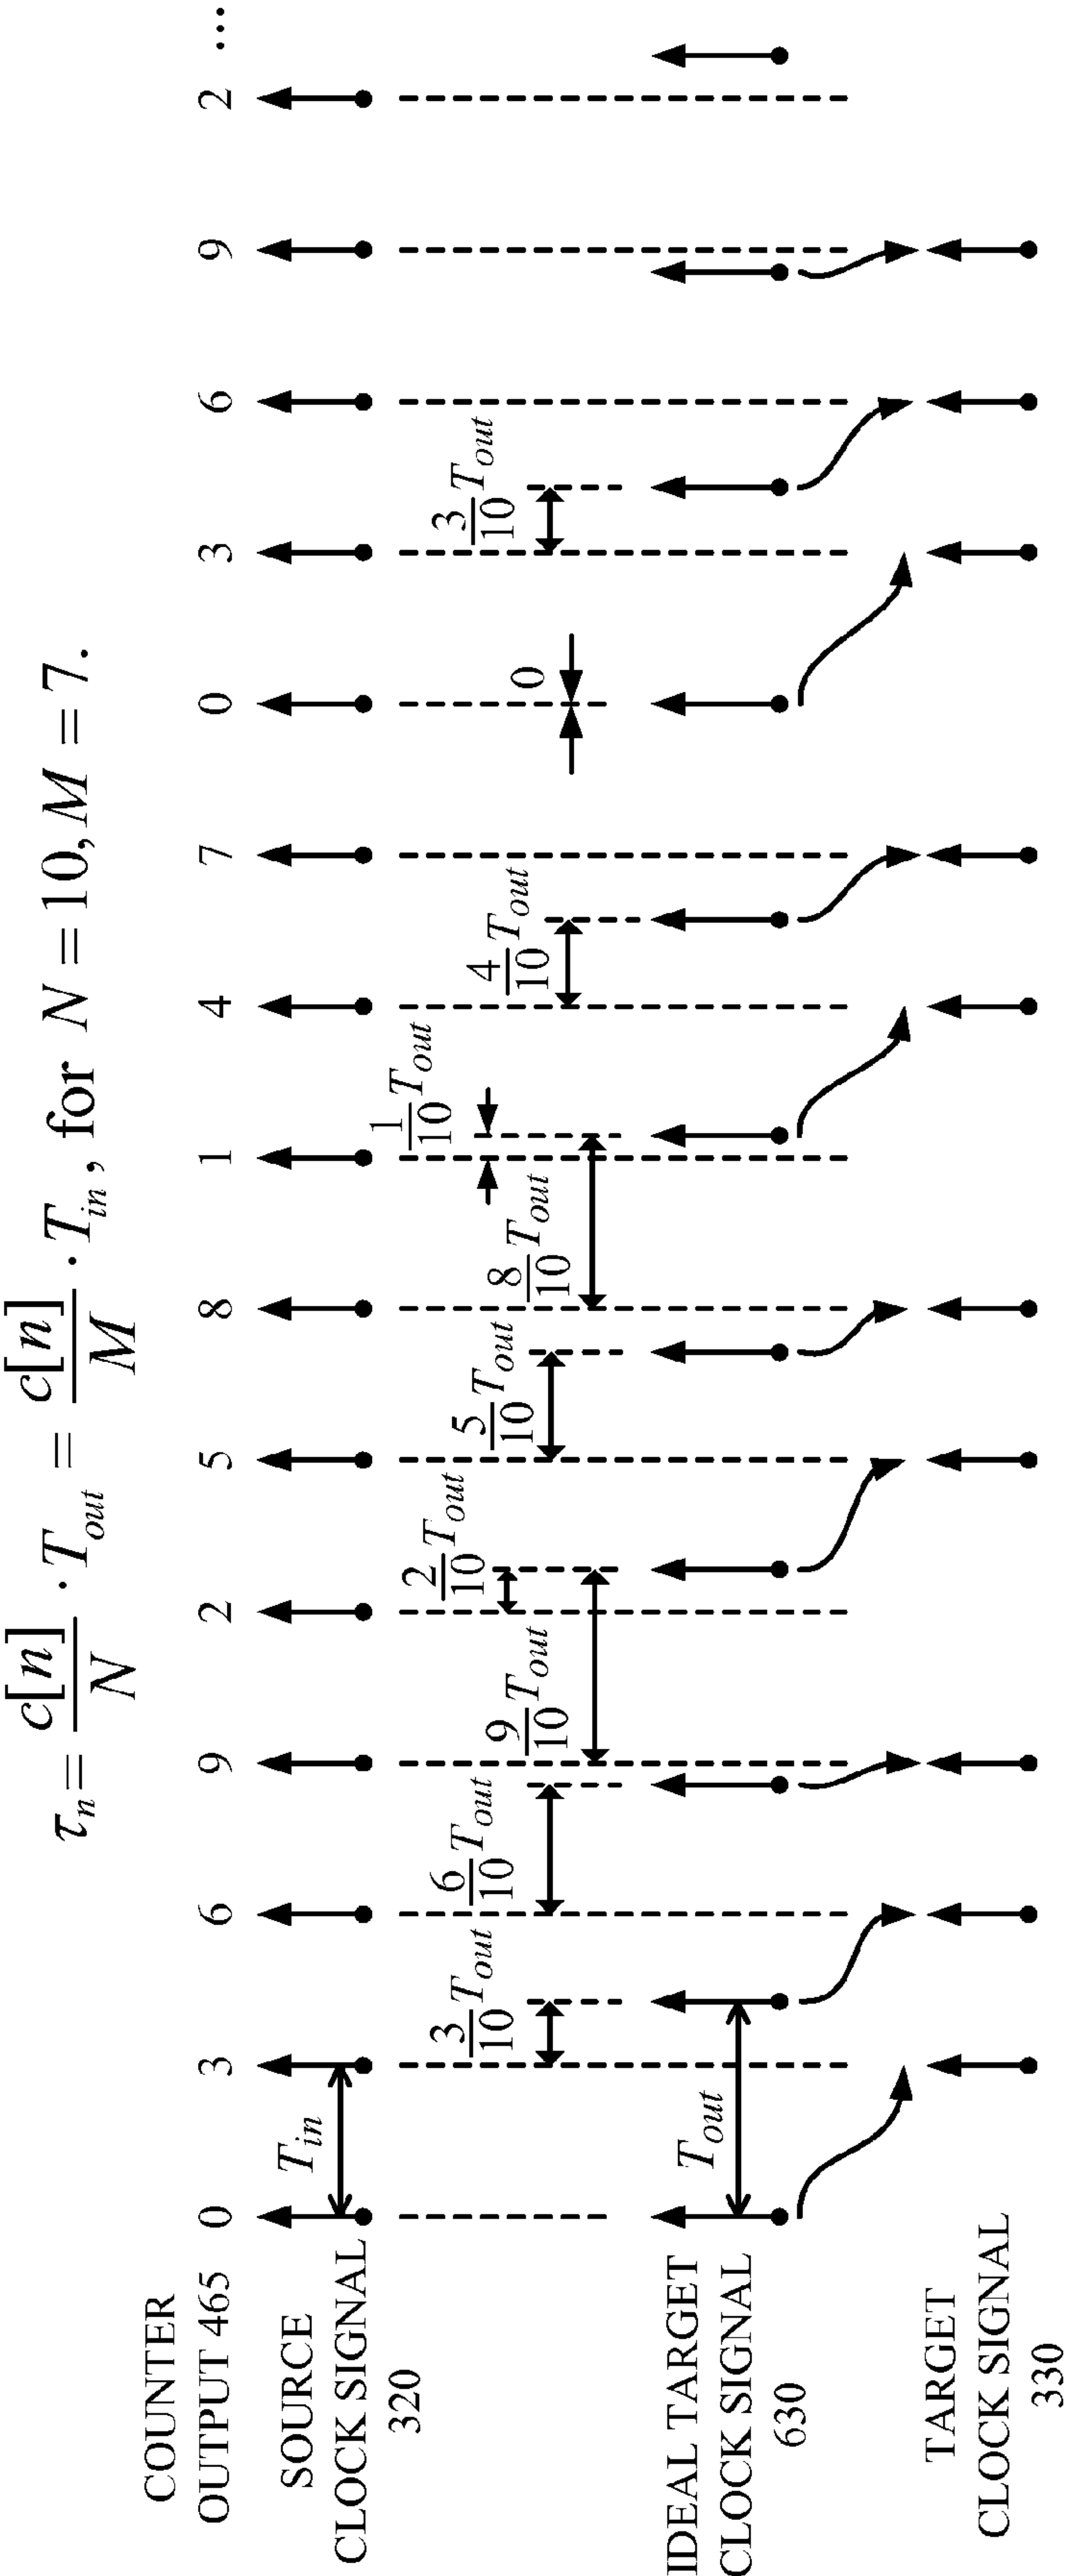 τn = c[n]/N · Tout = c[n]/M · Tin, for N = 10, M = 7.
COUNTER
OUTPUT 465
0 3 6 9 2 5 8 1 4 7 0 3 6 9 2 ...
SOURCE
CLOCK SIGNAL
320
Tin
3/10 Tout
6/10 Tout
9/10 Tout
2/10 Tout
5/10 Tout
8/10 Tout
1/10 Tout
4/10 Tout
0
3/10 Tout
IDEAL TARGET
CLOCK SIGNAL
630
Tout
TARGET
CLOCK SIGNAL
330